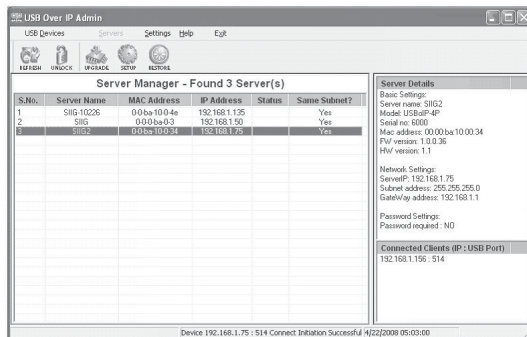 USB Over IP Admin
USB Devices Servers Settings Help Exit
REFRESH UNLOCK UPGRADE SETUP RESTORE
Server Manager - Found 3 Server(s)
S.No. Server Name MAC Address IP Address Status Same Subnet?
1 SIIG-10226 0-0-ba-10-0-4e 192.168.1.135 Yes
2 SIIG 0-0-0-ba-0-3 192.168.1.50 Yes
3 SIIG2 0-0-ba-10-0-34 192.168.1.75 Yes
Server Details
Basic Settings:
Server name: SIIG2
Model: USBoIP-4P
Serial no: 6000
Mac address: 00:00:ba:10:00:34
FW version: 1.0.0.36
HW version: 1.1
Network Settings:
ServerIP: 192.168.1.75
Subnet address: 255.255.255.0
GateWay address: 192.168.1.1
Password Settings:
Password required : NO
Connected Clients (IP : USB Port)
192.168.1.156 : 514
Device 192.168.1.75 : 514 Connect Initiation Successful 4/22/2008 05:03:00